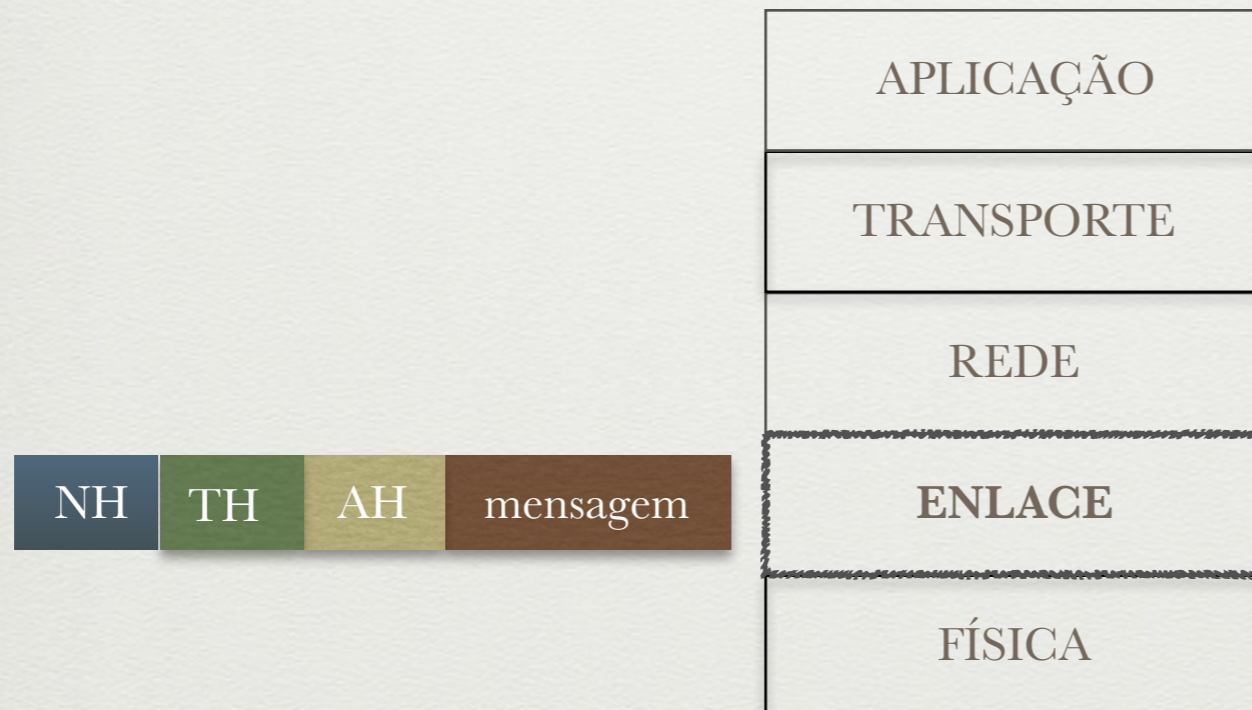 APLICAÇÃO
TRANSPORTE
REDE
NH TH AH mensagem
ENLACE
FÍSICA